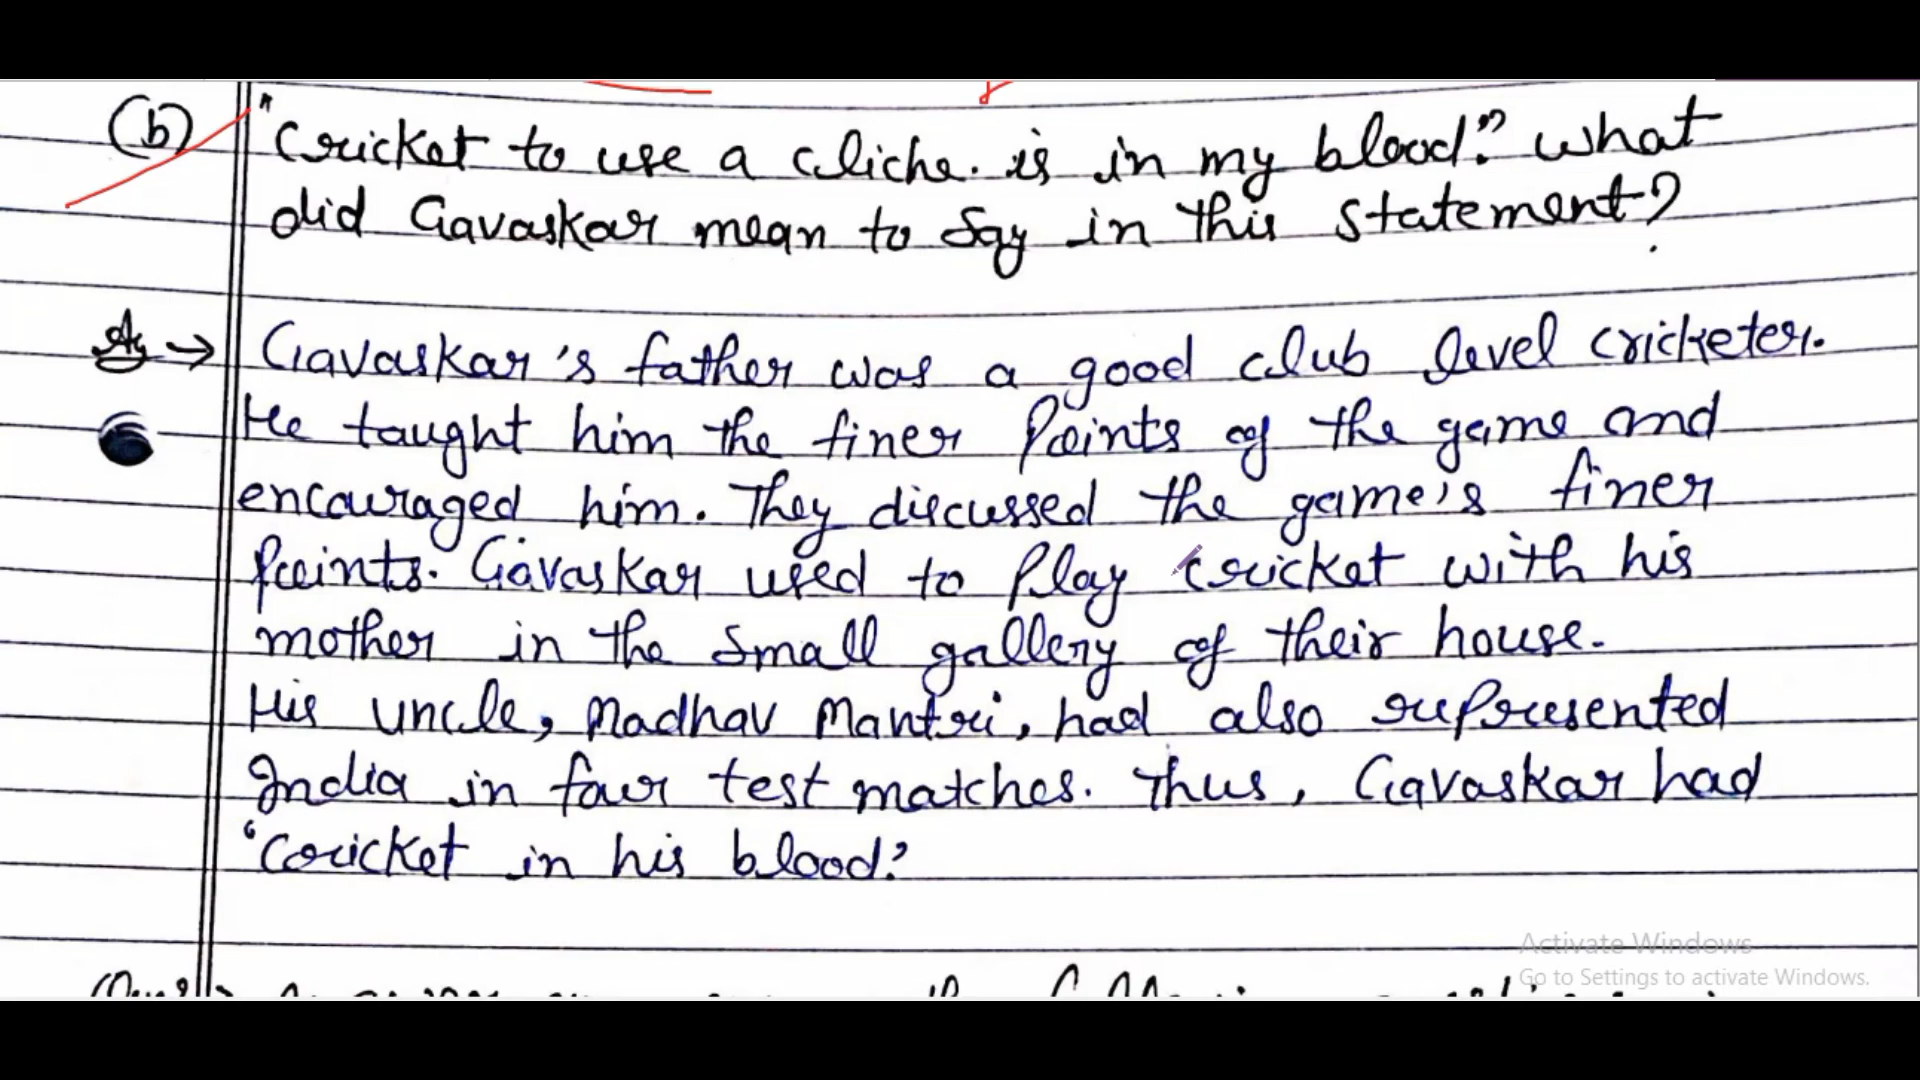 (b) "Cricket to use a cliche. is in my blood." What
did Gavaskar mean to say in this statement?
→ Gavaskar's father was a good club level cricketer.
He taught him the finer points of the game and
encouraged him. They discussed the game's finer
points. Gavaskar used to play cricket with his
mother in the small gallery of their house.
His uncle, Madhav Mantri, had also represented
India in four test matches. Thus, Gavaskar had
'Cricket in his blood.'
Activate Windows
Go to Settings to activate Windows.